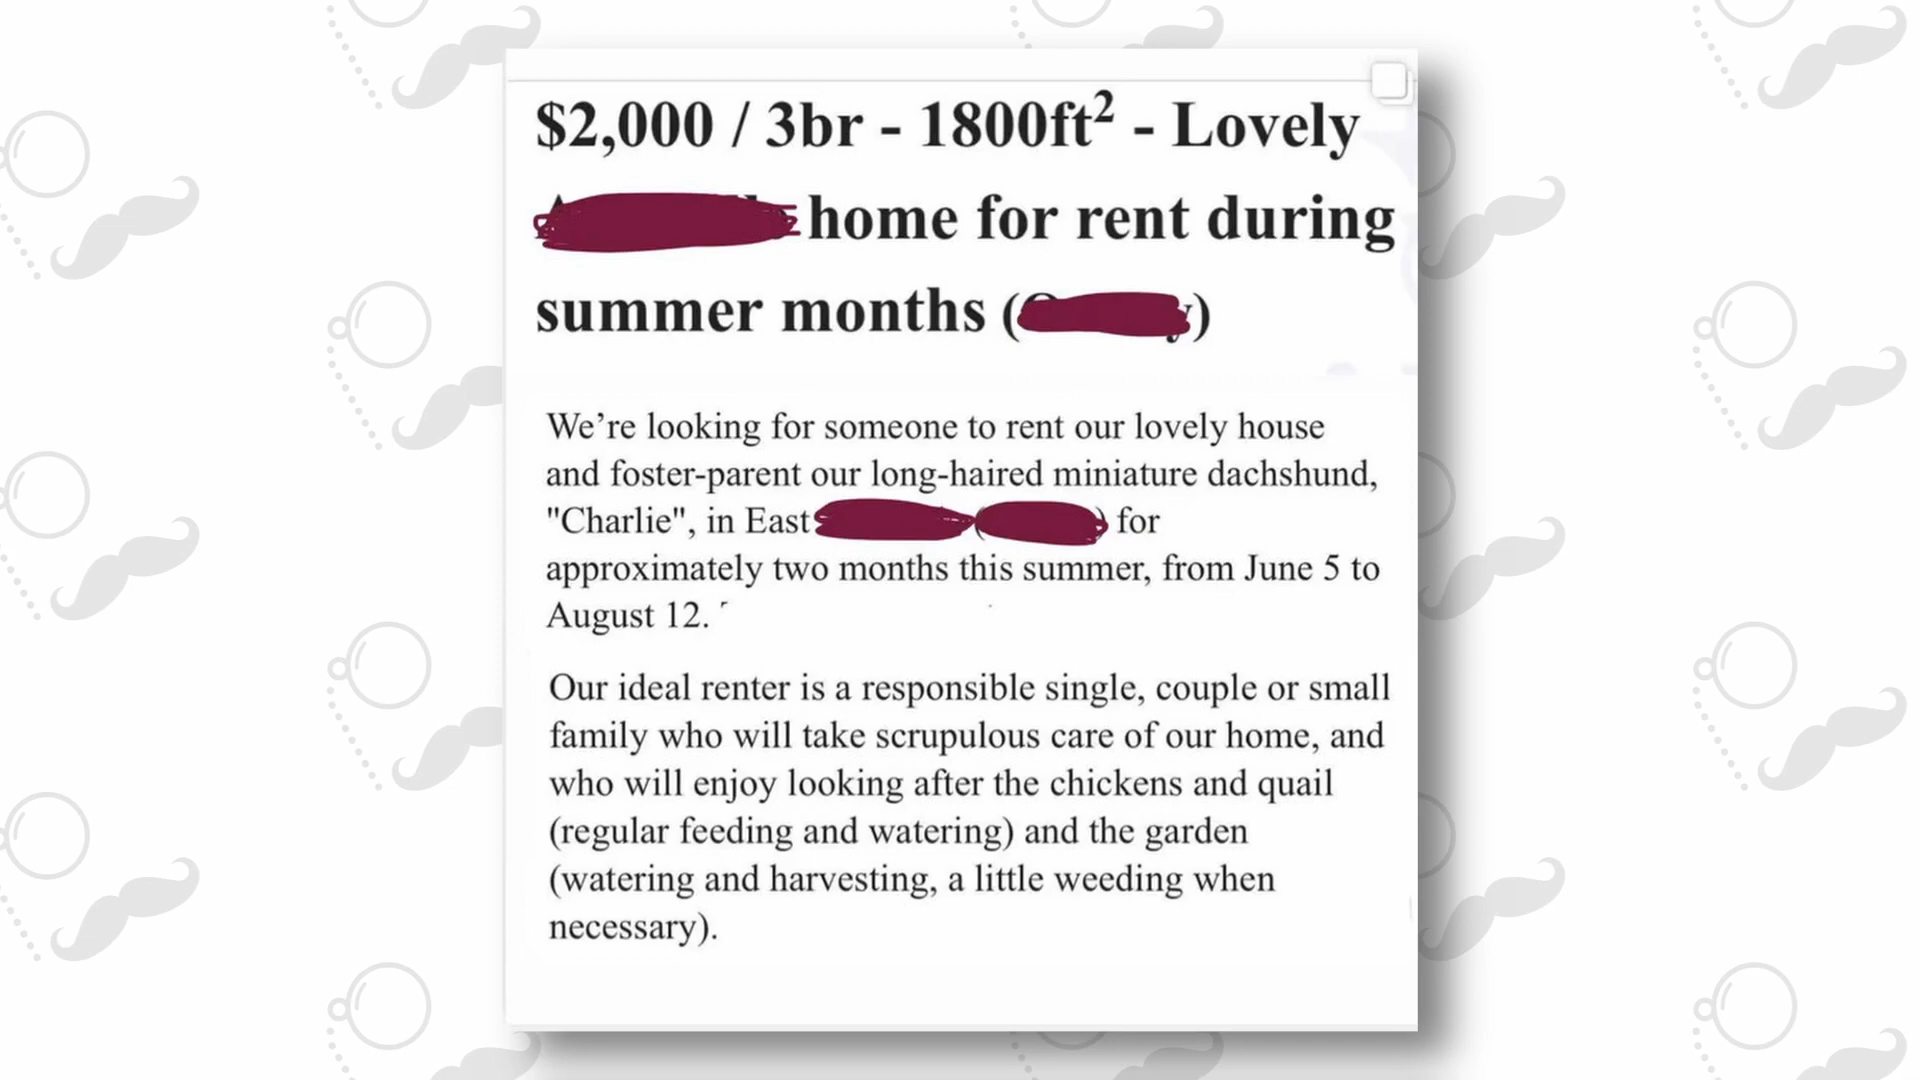 $2,000 / 3br - 1800ft² - Lovely
home for rent during
summer months ( )
We’re looking for someone to rent our lovely house
and foster-parent our long-haired miniature dachshund,
"Charlie", in East for
approximately two months this summer, from June 5 to
August 12.
Our ideal renter is a responsible single, couple or small
family who will take scrupulous care of our home, and
who will enjoy looking after the chickens and quail
(regular feeding and watering) and the garden
(watering and harvesting, a little weeding when
necessary).